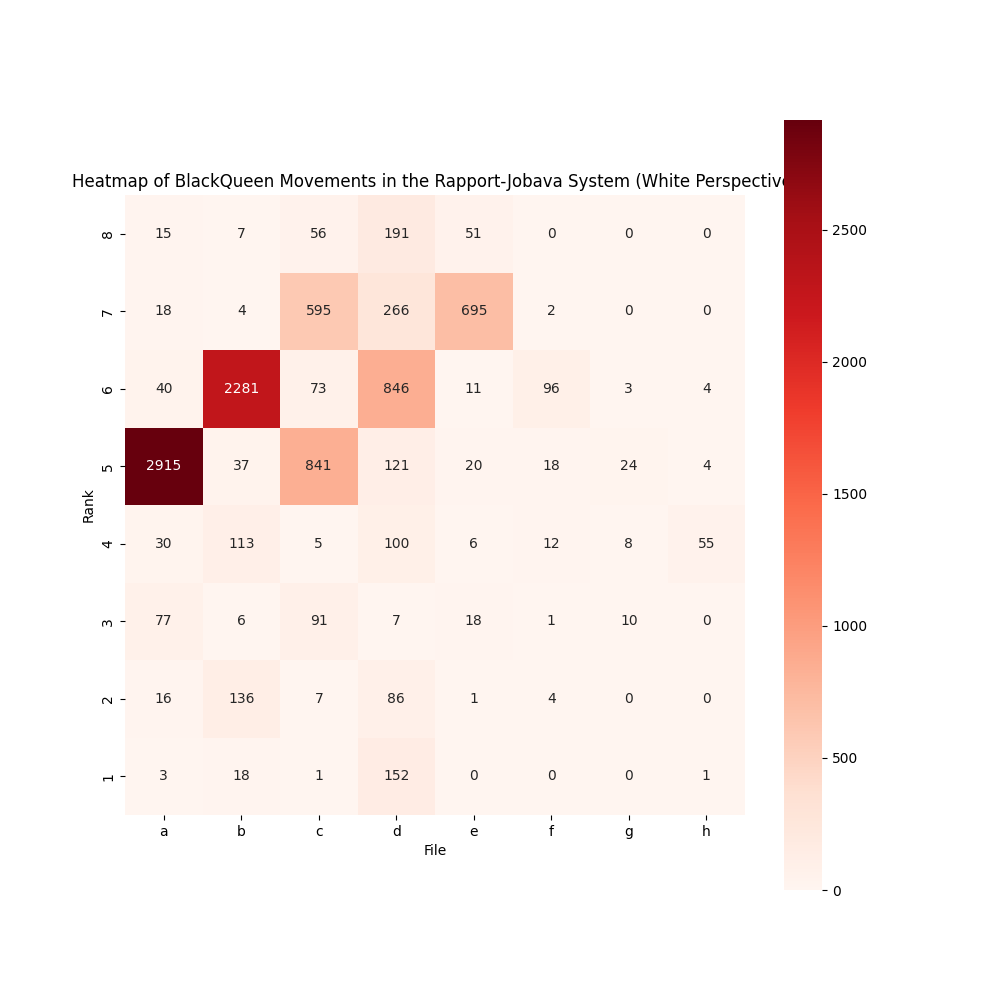 Heatmap of BlackQueen Movements in the Rapport-Jobava System (White Perspective
8 15 7 56 191 51 0 0 0
7 18 4 595 266 695 2 0 0
6 40 2281 73 846 11 96 3 4
5 2915 37 841 121 20 18 24 4
4 30 113 5 100 6 12 8 55
3 77 6 91 7 18 1 10 0
2 16 136 7 86 1 4 0 0
1 3 18 1 152 0 0 0 1
a b c d e f g h
File
Rank
2500
2000
1500
1000
500
0